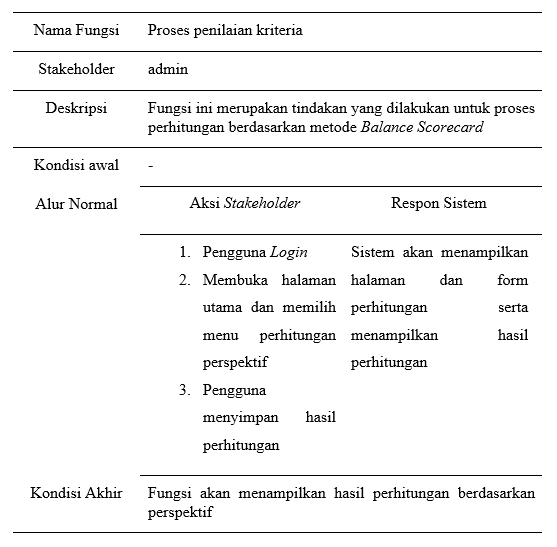 Nama Fungsi Proses penilaian kriteria
Stakeholder admin
Deskripsi Fungsi ini merupakan tindakan yang dilakukan untuk proses
perhitungan berdasarkan metode Balance Scorecard
Kondisi awal -
Alur Normal Aksi Stakeholder Respon Sistem
1. Pengguna Login
2. Membuka halaman
utama dan memilih
menu perhitungan
perspektif
3. Pengguna
menyimpan hasil
perhitungan
Sistem akan menampilkan
halaman dan form
perhitungan serta
menampilkan hasil
perhitungan
Kondisi Akhir Fungsi akan menampilkan hasil perhitungan berdasarkan
perspektif